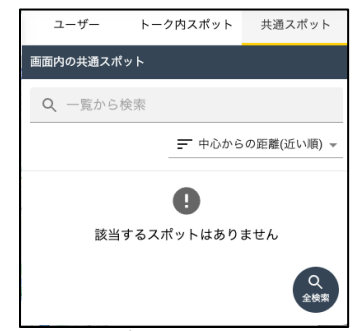 ユーザー トーク内スポット 共通スポット
画面内の共通スポット
一覧から検索
中心からの距離(近い順)
該当するスポットはありません
全検索